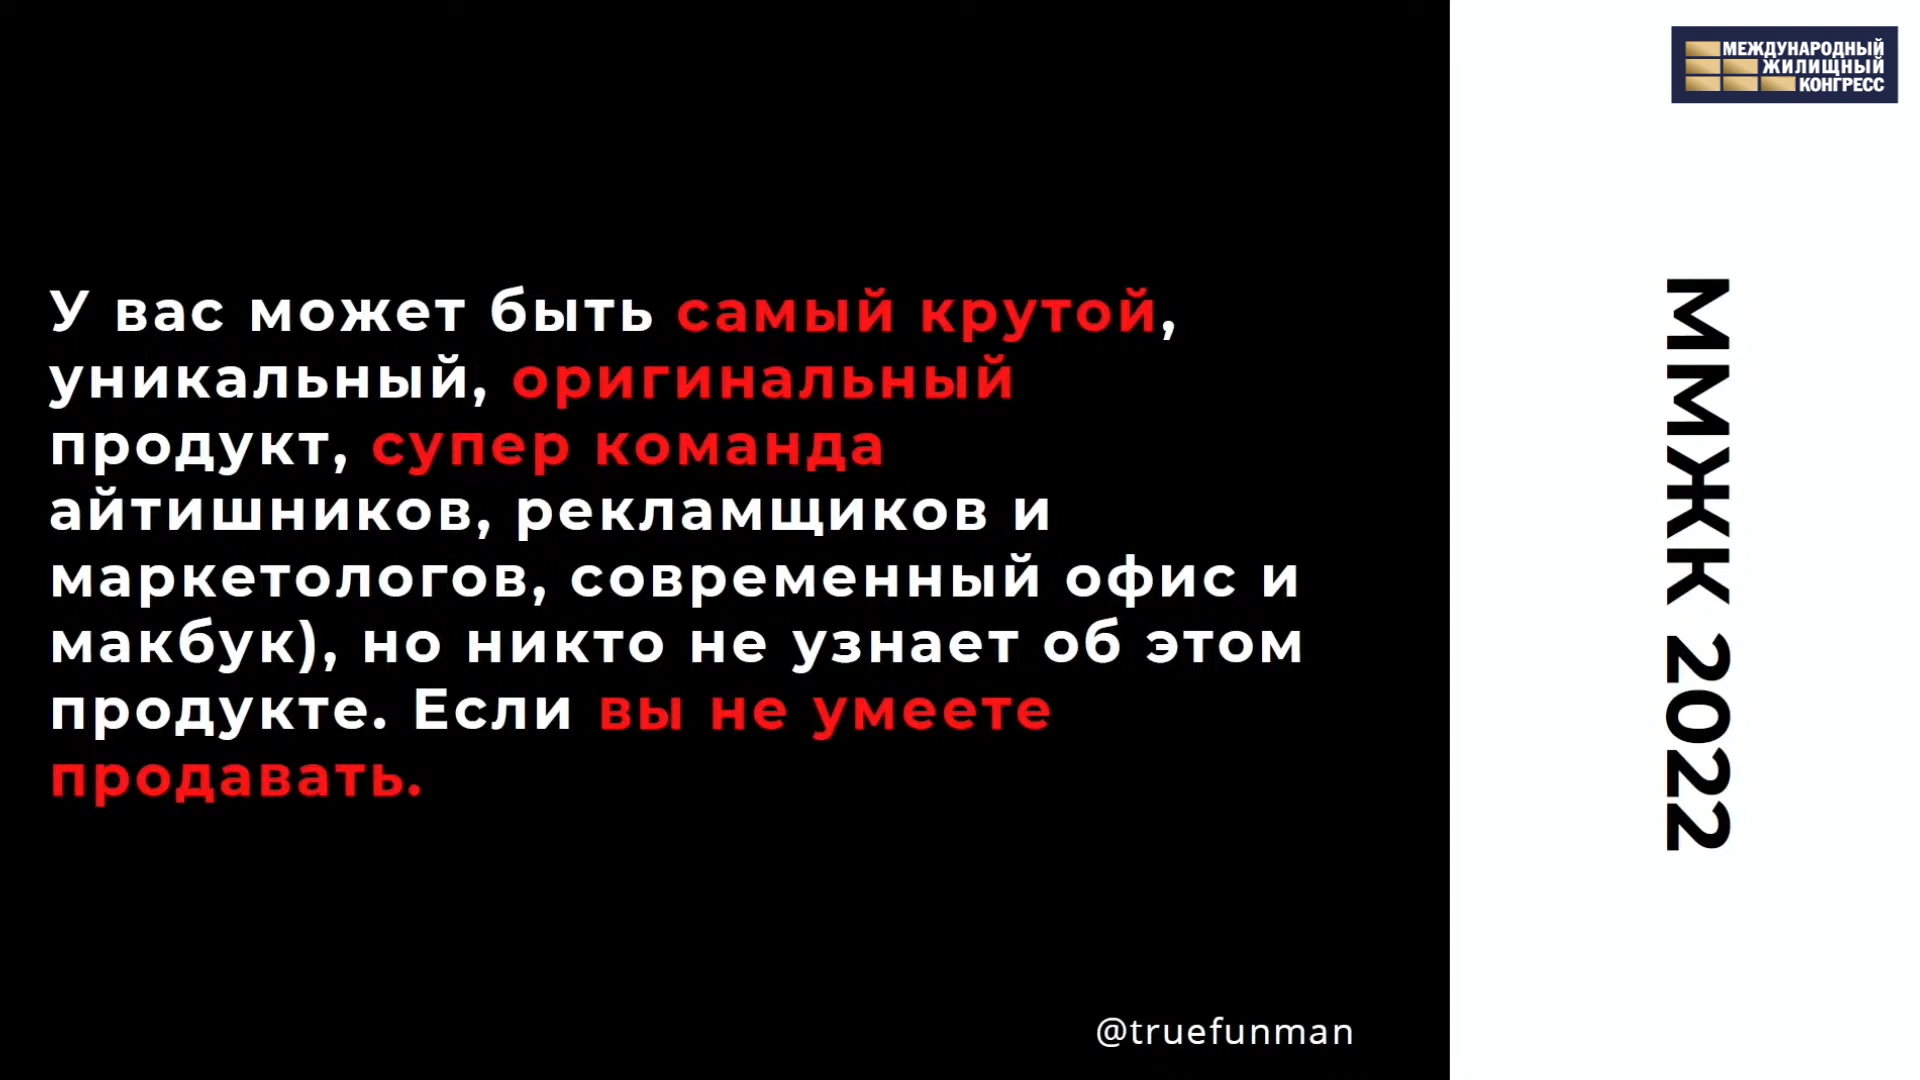 МЕЖДУНАРОДНЫЙ
ЖИЛИЩНЫЙ
КОНГРЕСС
У вас может быть самый крутой,
уникальный, оригинальный
продукт, супер команда
айтишников, рекламщиков и
маркетологов, современный офис и
макбук), но никто не узнает об этом
продукте. Если вы не умеете
продавать.
ММЖК 2022
@truefunman